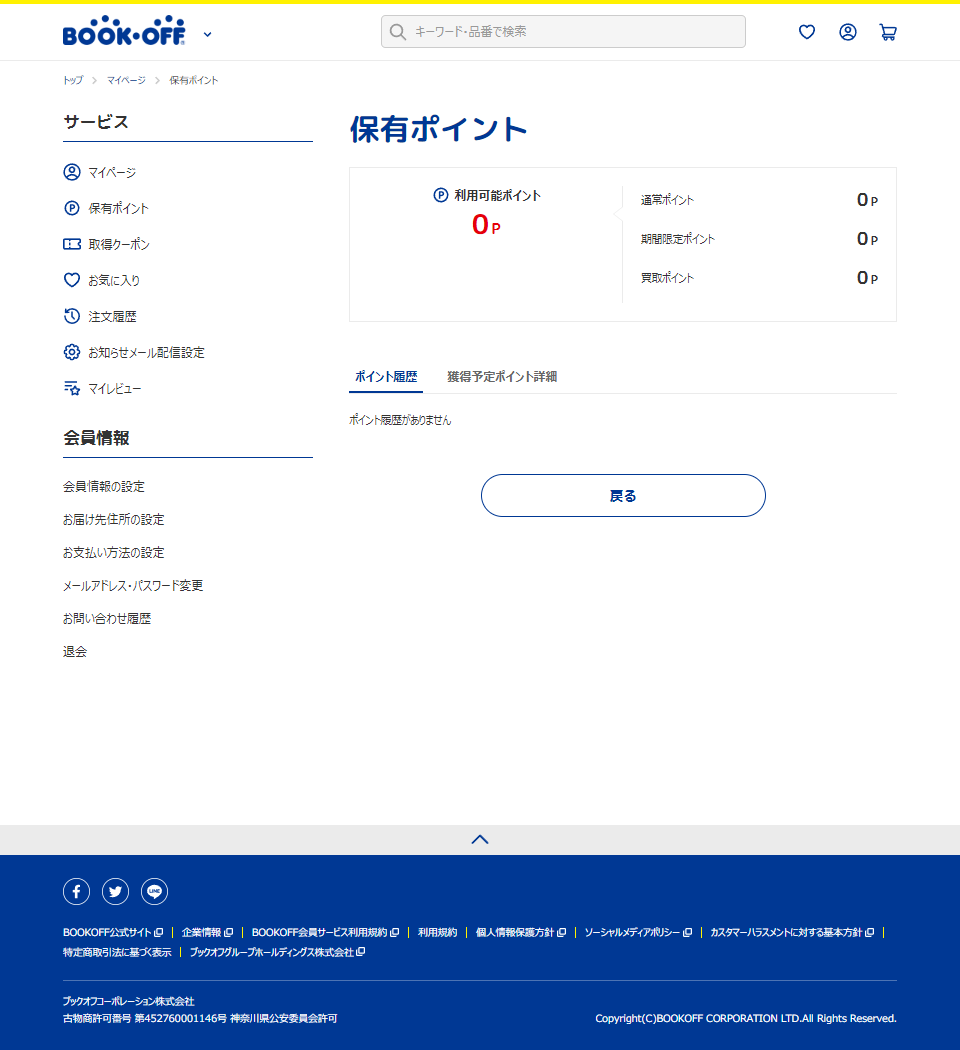 BOOK・OFF
キーワード・品番で検索
トップ > マイページ > 保有ポイント
サービス
マイページ
保有ポイント
取得クーポン
お気に入り
注文履歴
お知らせメール配信設定
マイレビュー
会員情報
会員情報の設定
お届け先住所の設定
お支払い方法の設定
メールアドレス・パスワード変更
お問い合わせ履歴
退会
保有ポイント
P 利用可能ポイント
0P
通常ポイント 0P
期間限定ポイント 0P
買取ポイント 0P
ポイント履歴 獲得予定ポイント詳細
ポイント履歴がありません
戻る
LINE
BOOKOFF公式サイト | 企業情報 | BOOKOFF会員サービス利用規約 | 利用規約 | 個人情報保護方針 | ソーシャルメディアポリシー | カスタマーハラスメントに対する基本方針 |
特定商取引法に基づく表示 | ブックオフグループホールディングス株式会社
ブックオフコーポレーション株式会社
古物商許可番号 第452760001146号 神奈川県公安委員会許可
Copyright(C)BOOKOFF CORPORATION LTD.All Rights Reserved.